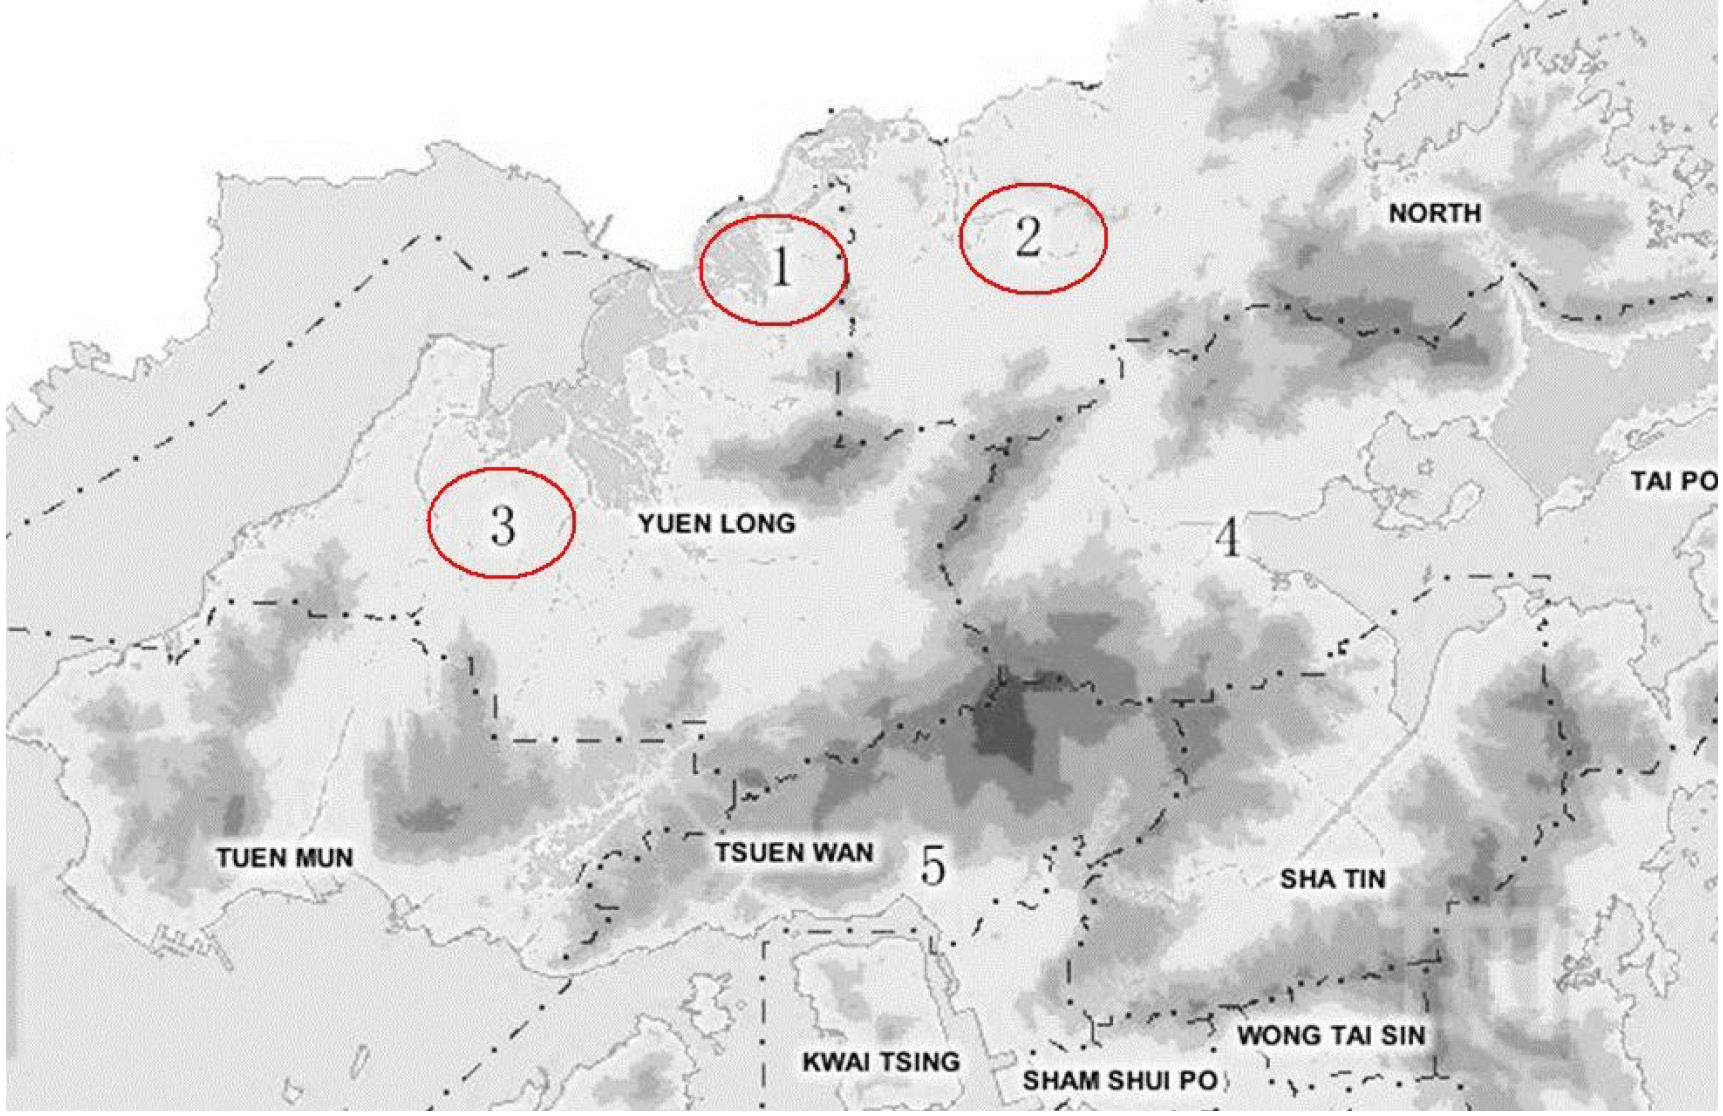 NORTH
2
1
TAI PO
3
YUEN LONG
4
TSUEN WAN
TUEN MUN
5
SHA TIN
WONG TAI SIN
KWAI TSING
SHAM SHUI PO